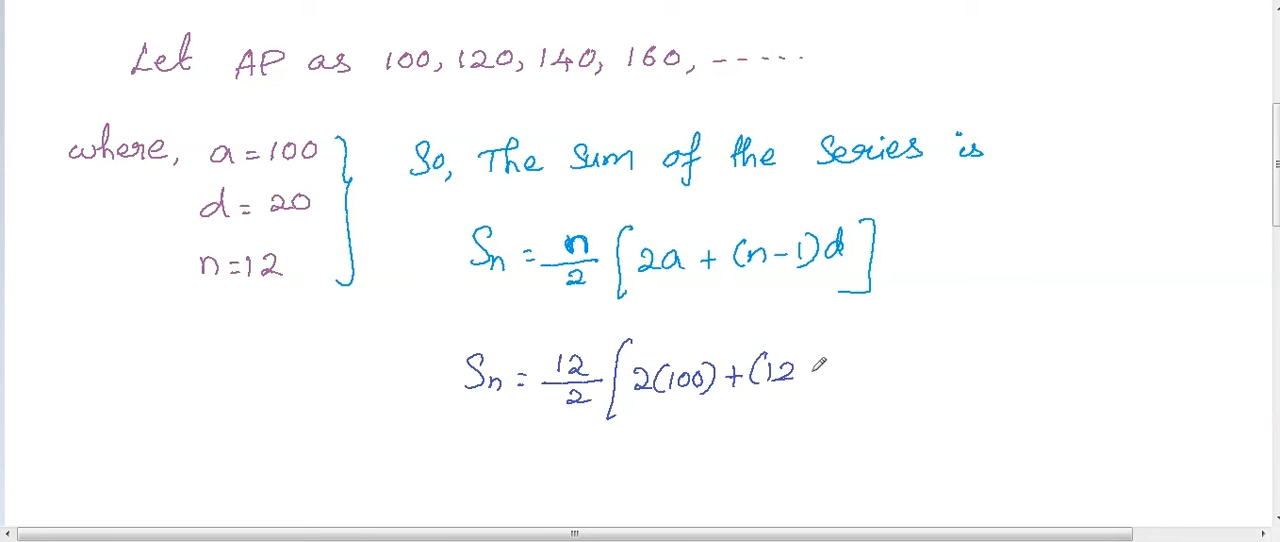 Let AP as 100, 120, 140, 160, -----
where, a = 100
d = 20
n = 12
So, The Sum of the Series is
Sn = n/2 [2a + (n-1)d]
Sn = 12/2 [2(100) + (12